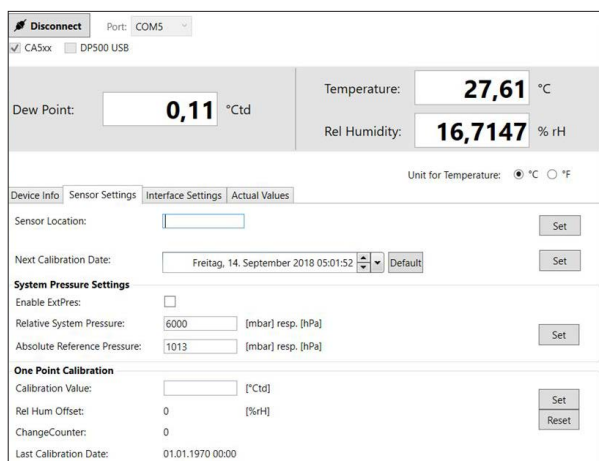 Disconnect Port: COM5
CA5xx DP500 USB
Dew Point: 0,11 °Ctd
Temperature: 27,61 °C
Rel Humidity: 16,7147 % rH
Unit for Temperature: °C °F
Device Info Sensor Settings Interface Settings Actual Values
Sensor Location: Set
Next Calibration Date: Freitag, 14. September 2018 05:01:52 Default Set
System Pressure Settings
Enable ExtPres:
Relative System Pressure: 6000 [mbar] resp. [hPa]
Set
Absolute Reference Pressure: 1013 [mbar] resp. [hPa]
One Point Calibration
Calibration Value: [°Ctd]
Set
Rel Hum Offset: 0 [%rH]
Reset
ChangeCounter: 0
Last Calibration Date: 01.01.1970 00:00